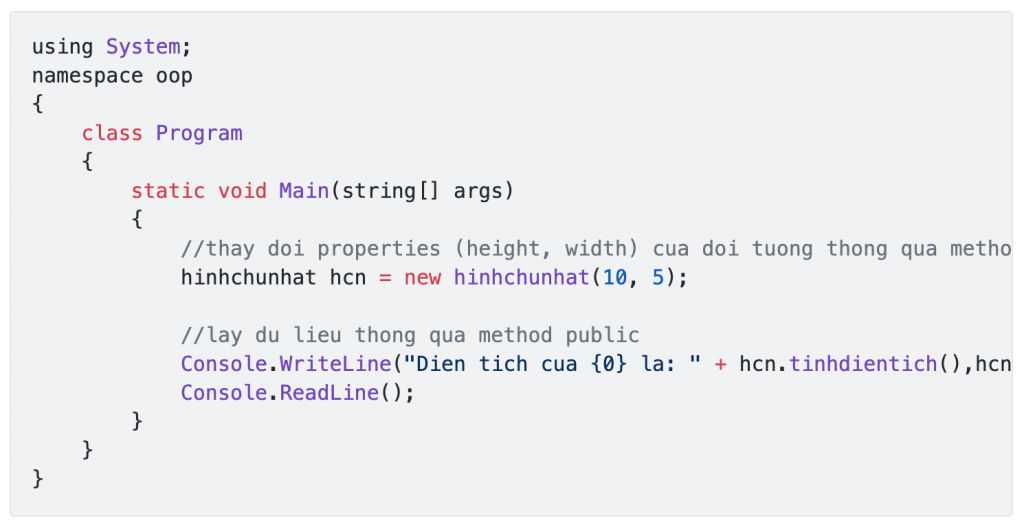 using System;
namespace oop
{
    class Program
    {
        static void Main(string[] args)
        {
            //thay doi properties (height, width) cua doi tuong thong qua metho
            hinhchunhat hcn = new hinhchunhat(10, 5);

            //lay du lieu thong qua method public
            Console.WriteLine("Dien tich cua {0} la: " + hcn.tinhdientich(),hcn
            Console.ReadLine();
        }
    }
}